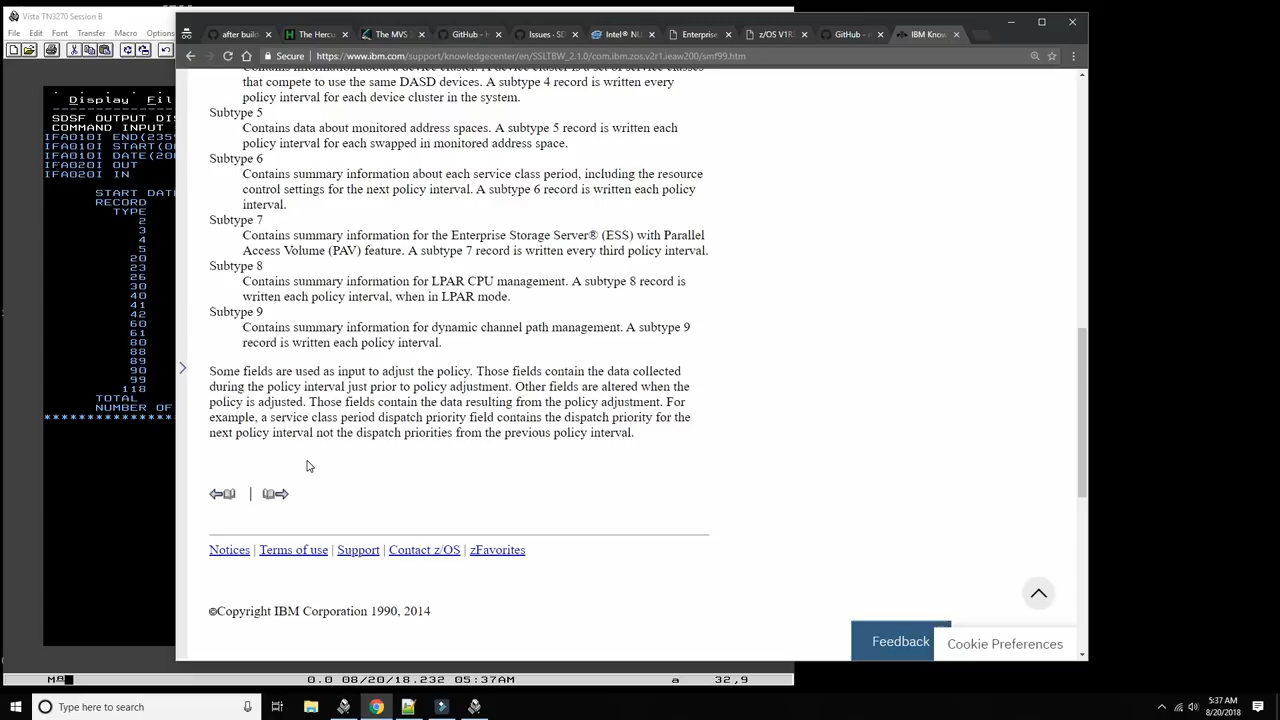 Vista TN3270 Session B
File Edit Font Transfer Macro Options
after builo
The Hercu
The MVS
GitHub - h
Issues · SD
Intel® NU
Enterprise
z/OS V1R1
GitHub - m
IBM Know
Secure | https://www.ibm.com/support/knowledgecenter/en/SSLTBW_2.1.0/com.ibm.zos.v2r1.ieaw200/smf99.htm
Display Fil
SDSF OUTPUT DIS
COMMAND INPUT
IFA010I END(2359
IFA010I START(00
IFA010I DATE(200
IFA020I OUT
IFA020I IN
START DATE
RECORD
TYPE
2
3
4
5
20
23
26
30
40
41
42
60
61
80
88
89
90
99
118
TOTAL
NUMBER OF
****************
that compete to use the same DASD devices. A subtype 4 record is written every
policy interval for each device cluster in the system.
Subtype 5
Contains data about monitored address spaces. A subtype 5 record is written each
policy interval for each swapped in monitored address space.
Subtype 6
Contains summary information about each service class period, including the resource
control settings for the next policy interval. A subtype 6 record is written each policy
interval.
Subtype 7
Contains summary information for the Enterprise Storage Server® (ESS) with Parallel
Access Volume (PAV) feature. A subtype 7 record is written every third policy interval.
Subtype 8
Contains summary information for LPAR CPU management. A subtype 8 record is
written each policy interval, when in LPAR mode.
Subtype 9
Contains summary information for dynamic channel path management. A subtype 9
record is written each policy interval.
Some fields are used as input to adjust the policy. Those fields contain the data collected
during the policy interval just prior to policy adjustment. Other fields are altered when the
policy is adjusted. Those fields contain the data resulting from the policy adjustment. For
example, a service class period dispatch priority field contains the dispatch priority for the
next policy interval not the dispatch priorities from the previous policy interval.
Notices | Terms of use | Support | Contact z/OS | zFavorites
©Copyright IBM Corporation 1990, 2014
Feedback
Cookie Preferences
0.0 08/20/18.232 05:37AM a 32,9
Type here to search
5:37 AM
8/20/2018